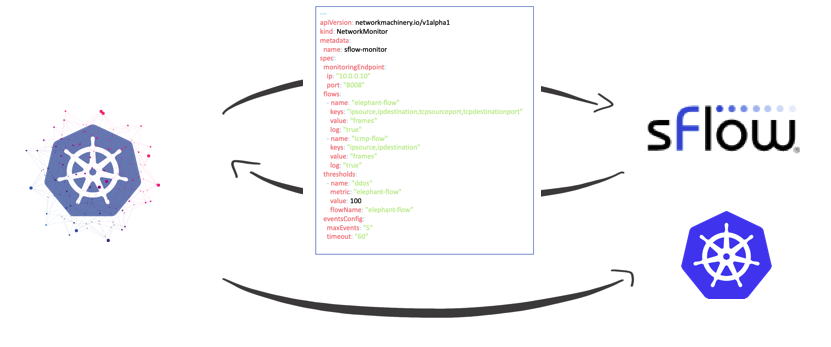 ---
apiVersion: networkmachinery.io/v1alpha1
kind: NetworkMonitor
metadata:
  name: sflow-monitor
spec:
  monitoringEndpoint:
    ip: "10.0.0.10"
    port: "8008"
  flows:
  - name: "elephant-flow"
    keys: "ipsource,ipdestination,tcpsourceport,tcpdestinationport"
    value: "frames"
    log: "true"
  - name: "icmp-flow"
    keys: "ipsource,ipdestination"
    value: "frames"
    log: "true"
  thresholds:
  - name: "ddos"
    metric: "elephant-flow"
    value: 100
    flowName: "elephant-flow"
  eventsConfig:
    maxEvents: "5"
    timeout: "60"
sFlow